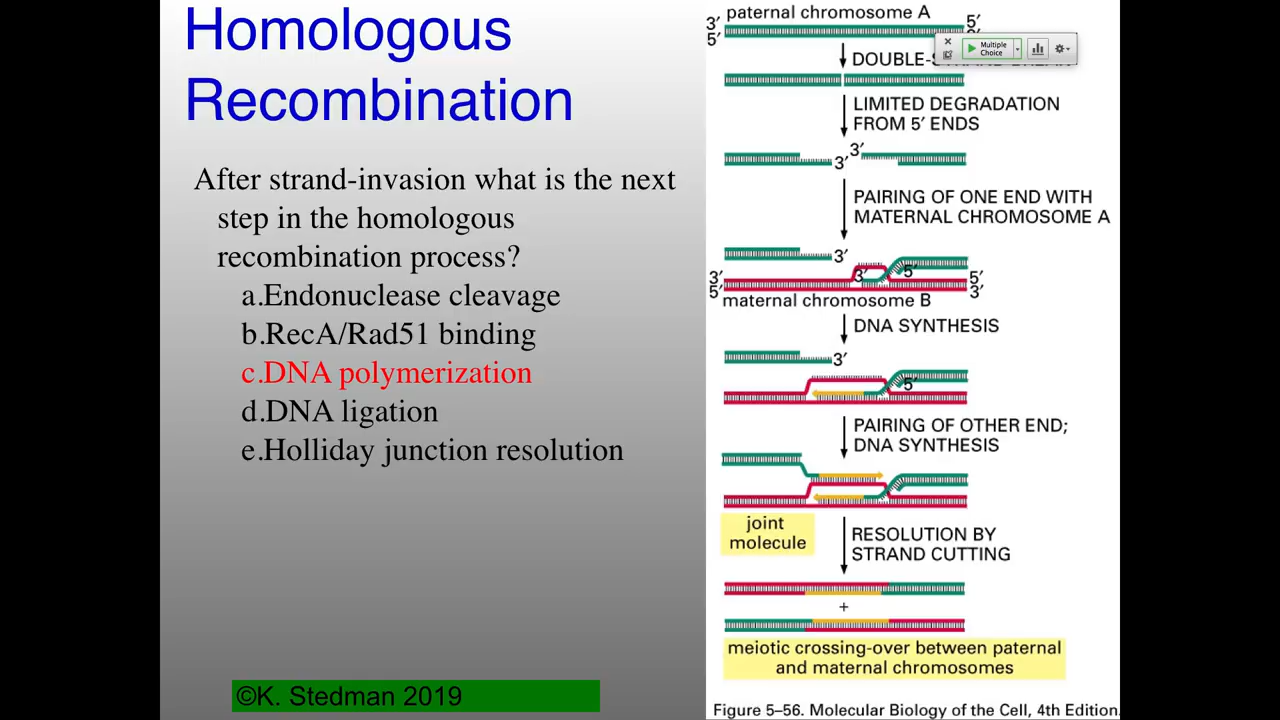 Homologous
Recombination
After strand-invasion what is the next
step in the homologous
recombination process?
a.Endonuclease cleavage
b.RecA/Rad51 binding
c.DNA polymerization
d.DNA ligation
e.Holliday junction resolution
©K. Stedman 2019
paternal chromosome A
3′ 5′
5′
Multiple
Choice
DOUBLE-
LIMITED DEGRADATION
FROM 5′ ENDS
3′
3′
PAIRING OF ONE END WITH
MATERNAL CHROMOSOME A
3′
3′ 3′ 5′ 5′
5′ 3′
maternal chromosome B
DNA SYNTHESIS
3′
5′
PAIRING OF OTHER END;
DNA SYNTHESIS
joint
molecule
RESOLUTION BY
STRAND CUTTING
+
meiotic crossing-over between paternal
and maternal chromosomes
Figure 5–56. Molecular Biology of the Cell, 4th Edition.